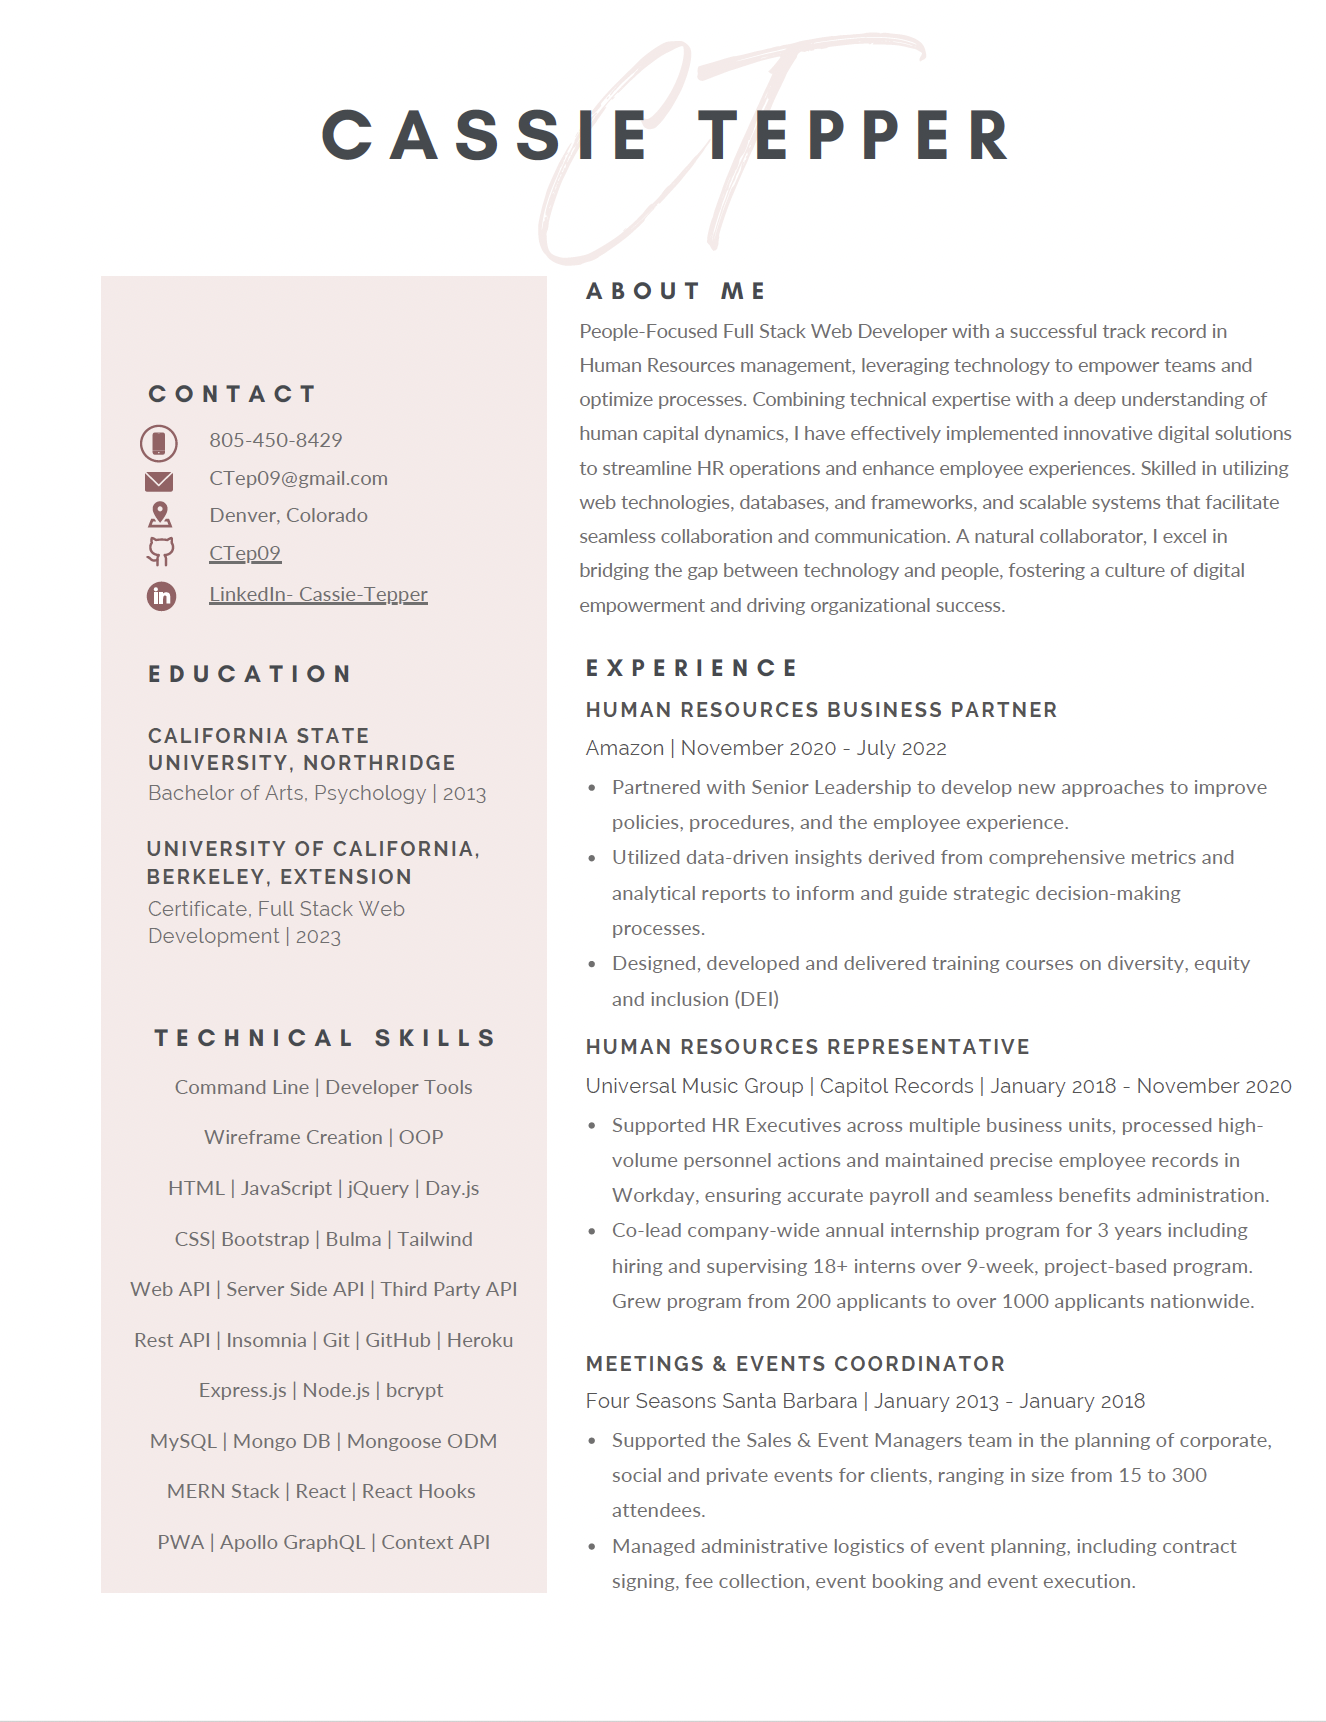 CT
CASSIE TEPPER
CONTACT
805-450-8429
CTep09@gmail.com
Denver, Colorado
CTep09
in LinkedIn- Cassie-Tepper
EDUCATION
CALIFORNIA STATE
UNIVERSITY, NORTHRIDGE
Bachelor of Arts, Psychology | 2013
UNIVERSITY OF CALIFORNIA,
BERKELEY, EXTENSION
Certificate, Full Stack Web
Development | 2023
TECHNICAL SKILLS
Command Line | Developer Tools
Wireframe Creation | OOP
HTML | JavaScript | jQuery | Day.js
CSS| Bootstrap | Bulma | Tailwind
Web API | Server Side API | Third Party API
Rest API | Insomnia | Git | GitHub | Heroku
Express.js | Node.js | bcrypt
MySQL | Mongo DB | Mongoose ODM
MERN Stack | React | React Hooks
PWA | Apollo GraphQL | Context API
ABOUT ME
People-Focused Full Stack Web Developer with a successful track record in
Human Resources management, leveraging technology to empower teams and
optimize processes. Combining technical expertise with a deep understanding of
human capital dynamics, I have effectively implemented innovative digital solutions
to streamline HR operations and enhance employee experiences. Skilled in utilizing
web technologies, databases, and frameworks, and scalable systems that facilitate
seamless collaboration and communication. A natural collaborator, I excel in
bridging the gap between technology and people, fostering a culture of digital
empowerment and driving organizational success.
EXPERIENCE
HUMAN RESOURCES BUSINESS PARTNER
Amazon | November 2020 - July 2022
• Partnered with Senior Leadership to develop new approaches to improve
policies, procedures, and the employee experience.
• Utilized data-driven insights derived from comprehensive metrics and
analytical reports to inform and guide strategic decision-making
processes.
• Designed, developed and delivered training courses on diversity, equity
and inclusion (DEI)
HUMAN RESOURCES REPRESENTATIVE
Universal Music Group | Capitol Records | January 2018 - November 2020
• Supported HR Executives across multiple business units, processed high-
volume personnel actions and maintained precise employee records in
Workday, ensuring accurate payroll and seamless benefits administration.
• Co-lead company-wide annual internship program for 3 years including
hiring and supervising 18+ interns over 9-week, project-based program.
Grew program from 200 applicants to over 1000 applicants nationwide.
MEETINGS & EVENTS COORDINATOR
Four Seasons Santa Barbara | January 2013 - January 2018
• Supported the Sales & Event Managers team in the planning of corporate,
social and private events for clients, ranging in size from 15 to 300
attendees.
• Managed administrative logistics of event planning, including contract
signing, fee collection, event booking and event execution.